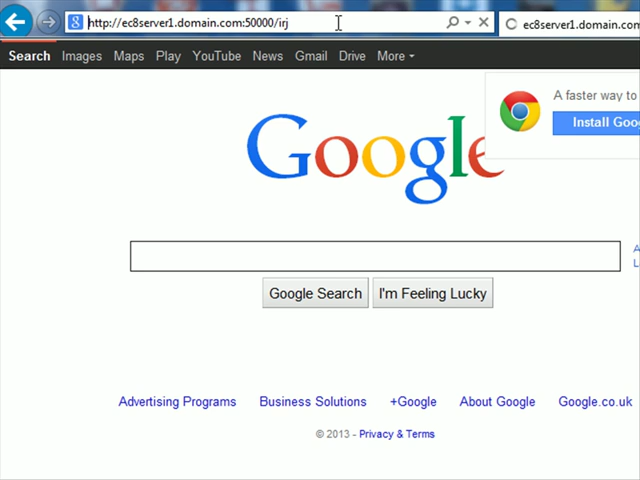 http://ec8server1.domain.com:50000/irj
ec8server1.domain.com
Search Images Maps Play YouTube News Gmail Drive More
A faster way to
Install Goo
Google
Google Search I'm Feeling Lucky
Advertising Programs Business Solutions +Google About Google Google.co.uk
© 2013 - Privacy & Terms